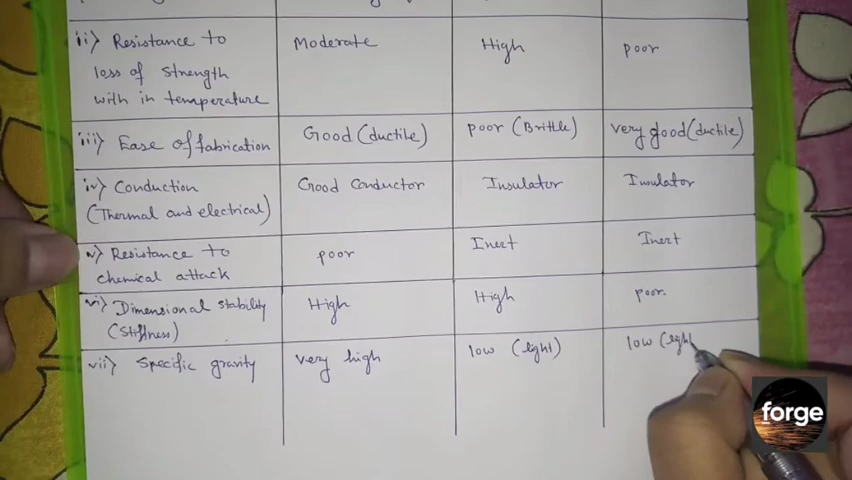 ii) Resistance to
loss of strength
with in temperature
Moderate
High
poor
iii) Ease of fabrication
Good (ductile)
poor (Brittle)
very good (ductile)
iv) Conduction
(Thermal and electrical)
Good Conductor
Insulator
Insulator
v) Resistance to
chemical attack
poor
Inert
Inert
vi) Dimensional stability
(Stiffness)
High
High
poor.
vii) Specific gravity
very high
low (light)
low (ligh
forge